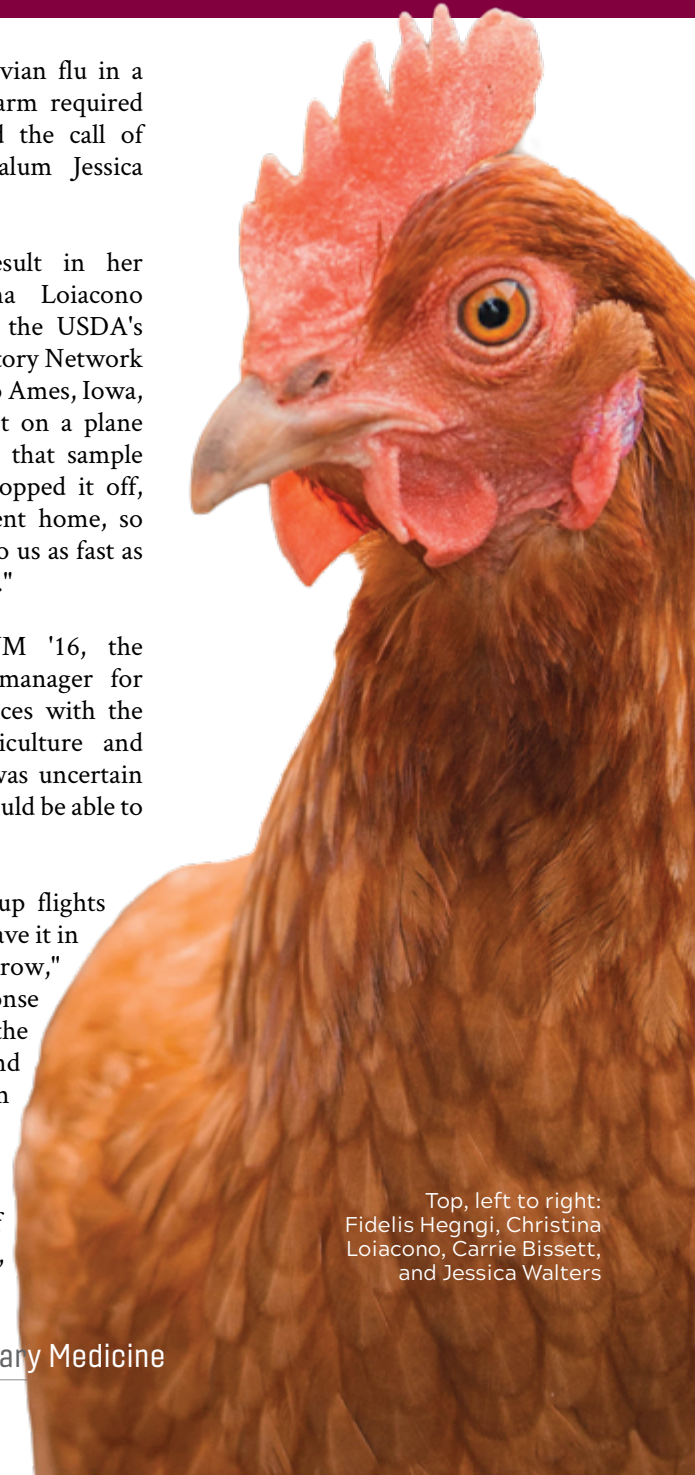 vian flu in a
arm required
d the call of
alum Jessica
esult in her
na Loiacono
the USDA's
tory Network
o Ames, Iowa,
t on a plane
that sample
opped it off,
ent home, so
o us as fast as
."
M '16, the
manager for
ces with the
iculture and
was uncertain
uld be able to
up flights
ave it in
row,"
onse
the
nd
n
f
,
Top, left to right:
Fidelis Hegngi, Christina
Loiacono, Carrie Bissett,
and Jessica Walters
ary Medicine